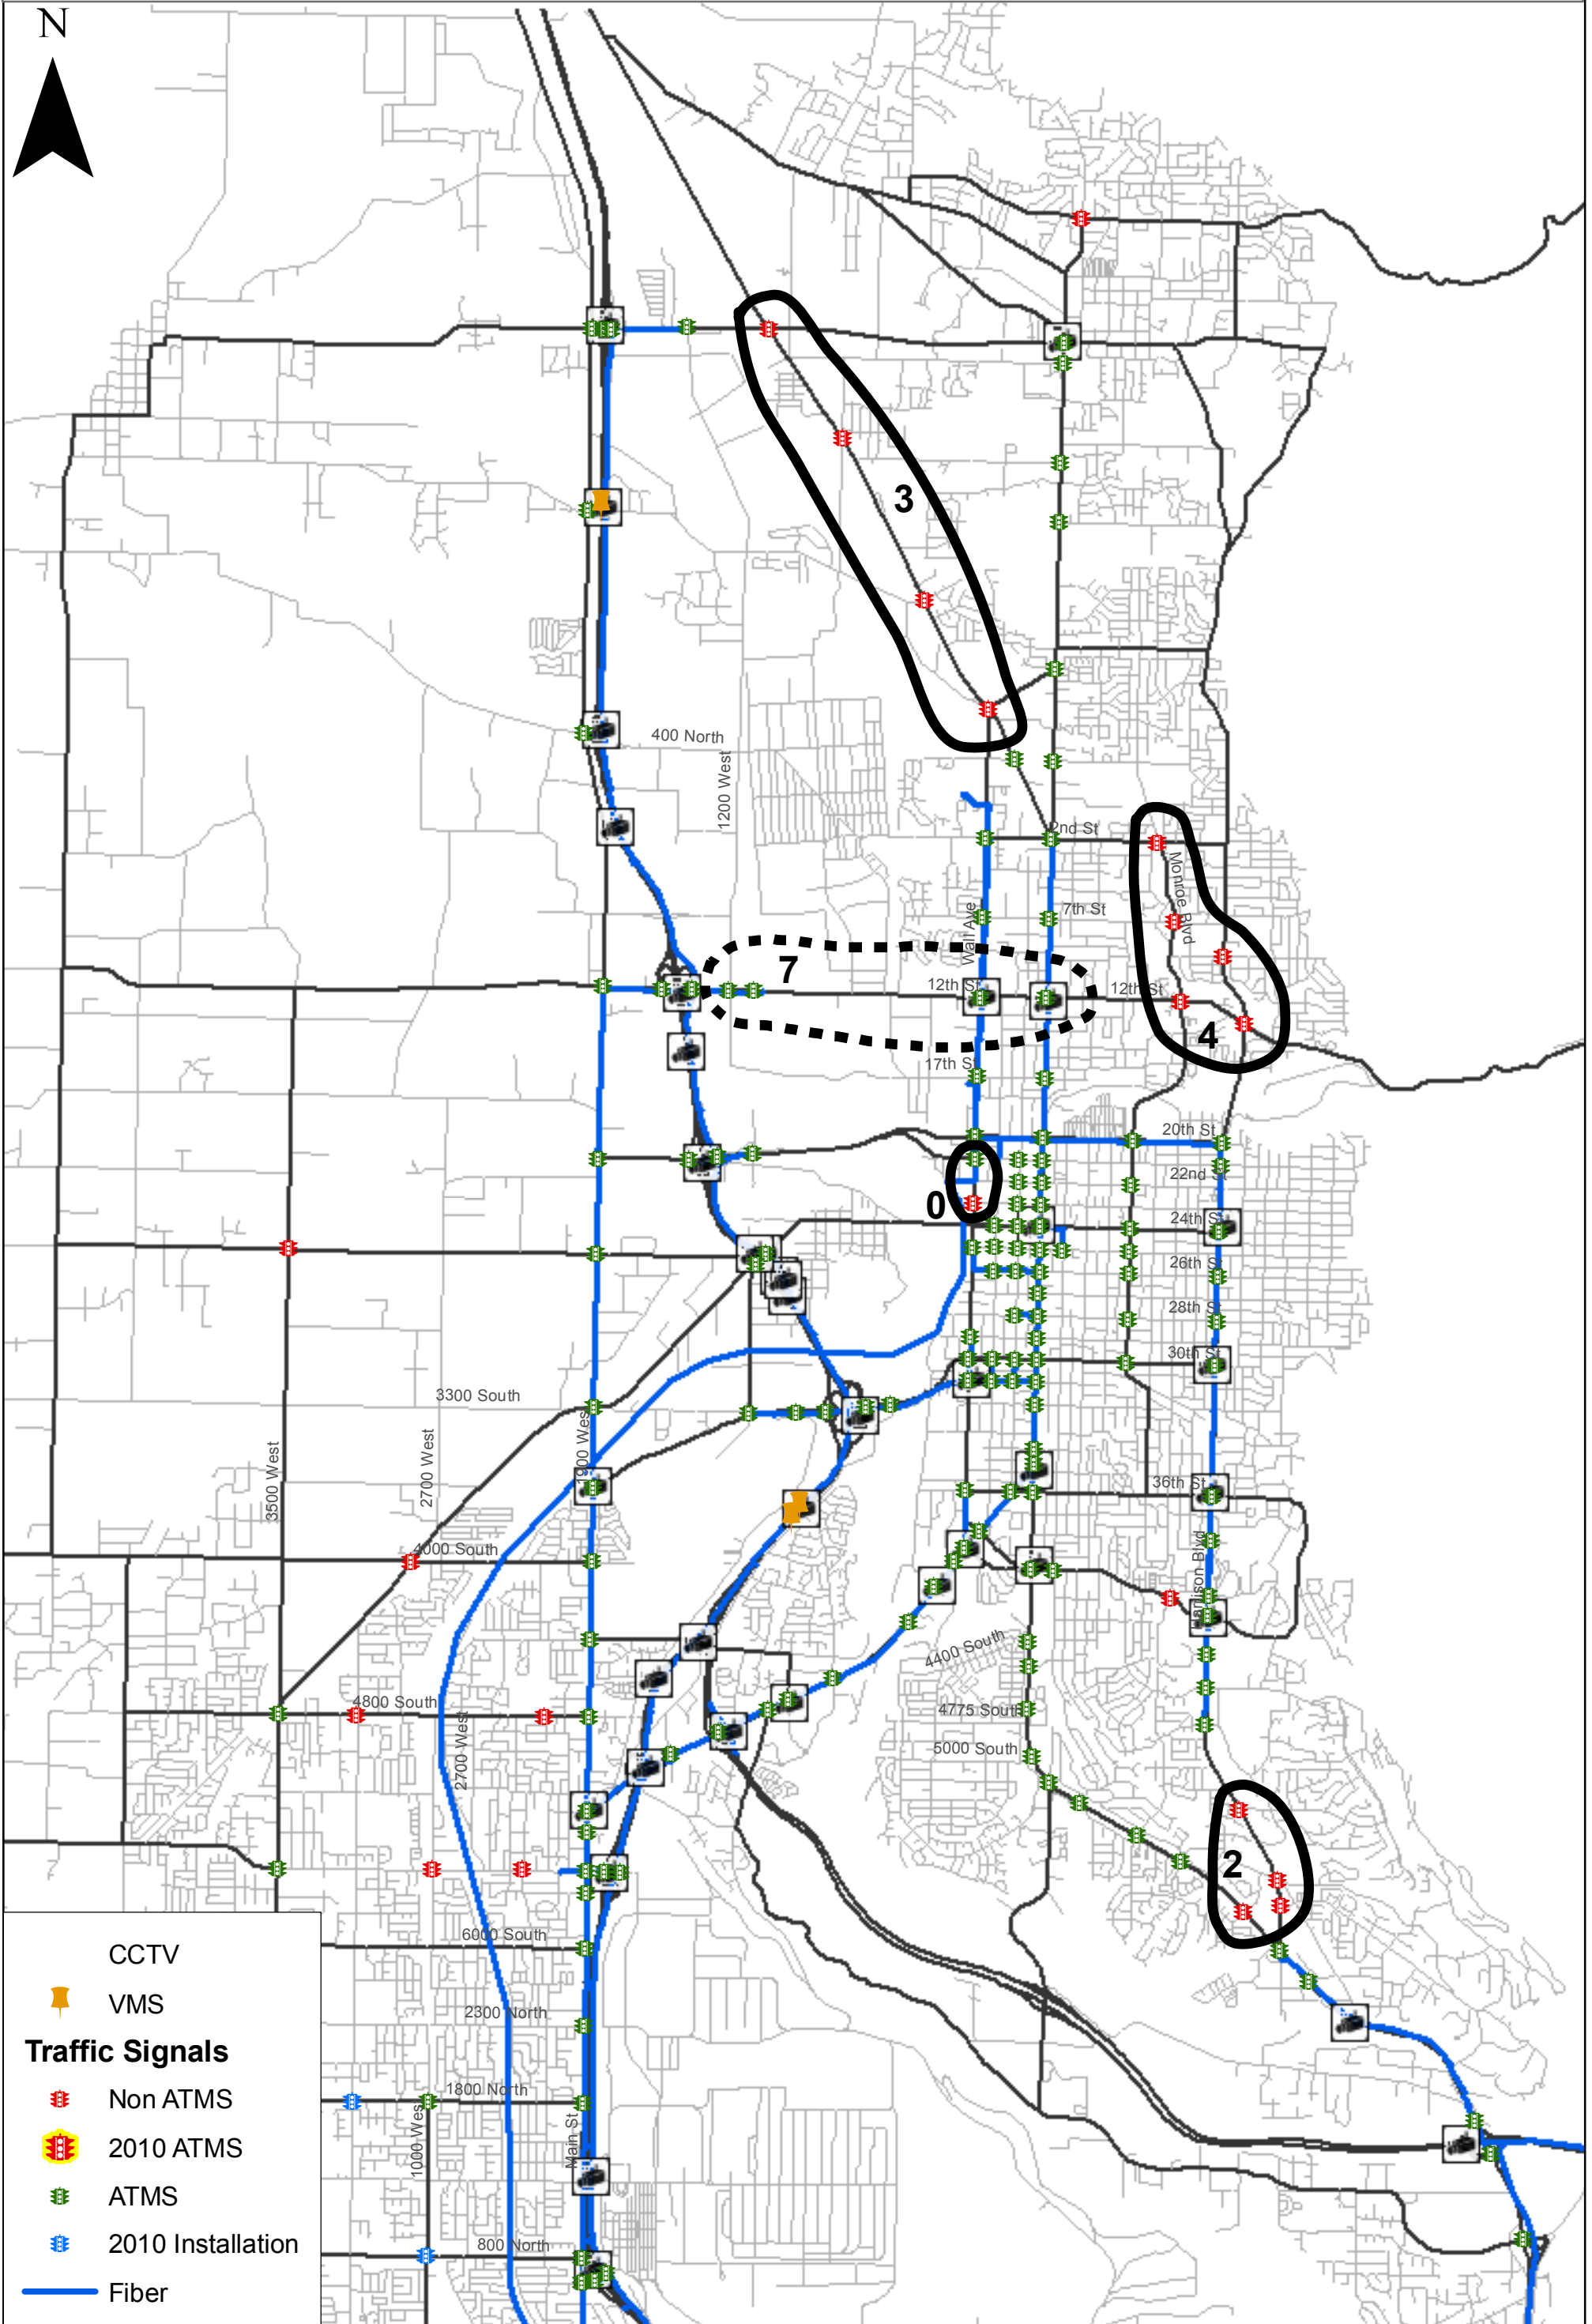 N
3
400 North
1200 West
2nd St
Monroe Blvd
Wall Ave
7th St
7
12th St
12th St
4
17th St
20th St
22nd St
0
24th S
26th S
28th St
30th St
3300 South
1900 Wes
2700 West
3500 West
36th St
4000 South
Harrison Blvd
4400 South
4800 South
4775 South
2700 West
5000 South
2
6000 South
2300 North
1800 North
1000 Wes
Main St
800 North
CCTV
VMS
Traffic Signals
Non ATMS
2010 ATMS
ATMS
2010 Installation
Fiber